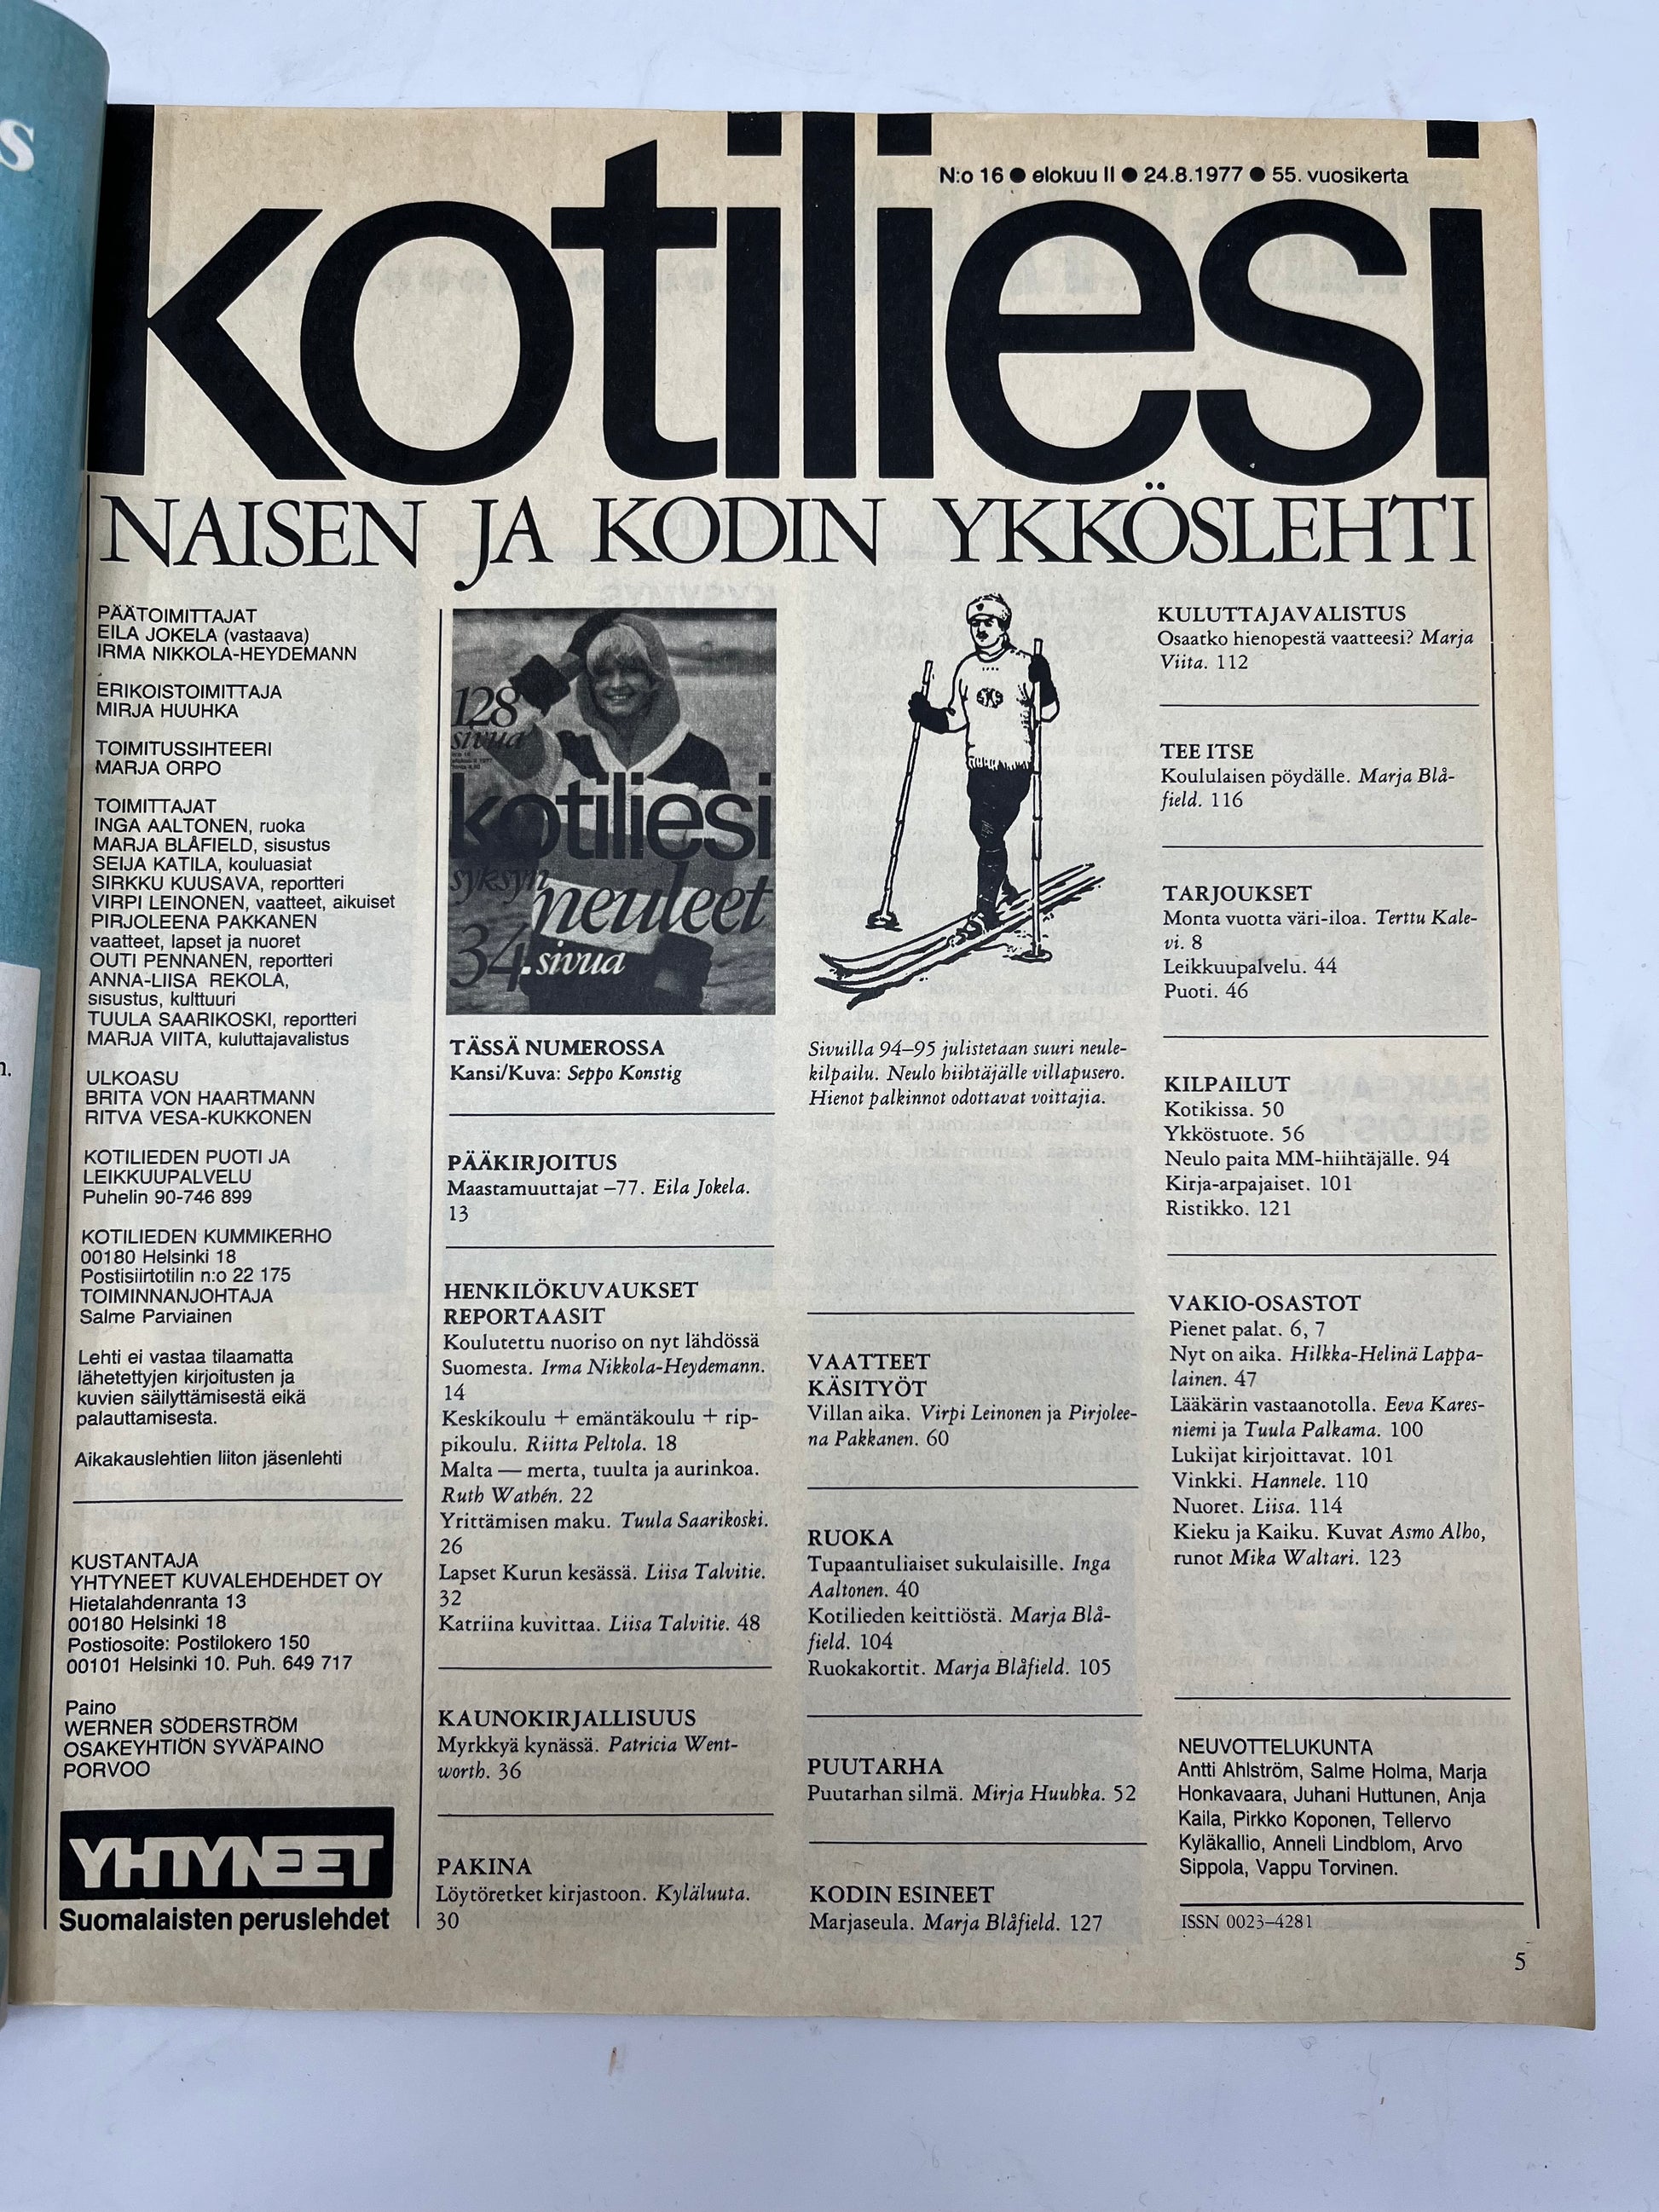 s
n.
kotiliesi
N:o 16 ● elokuu II ● 24.8.1977 ● 55. vuosikerta
NAISEN JA KODIN YKKÖSLEHTI
PÄÄTOIMITTAJAT
EILA JOKELA (vastaava)
IRMA NIKKOLA-HEYDEMANN
ERIKOISTOIMITTAJA
MIRJA HUUHKA
TOIMITUSSIHTEERI
MARJA ORPO
TOIMITTAJAT
INGA AALTONEN, ruoka
MARJA BLÅFIELD, sisustus
SEIJA KATILA, kouluasiat
SIRKKU KUUSAVA, reportteri
VIRPI LEINONEN, vaatteet, aikuiset
PIRJOLEENA PAKKANEN
vaatteet, lapset ja nuoret
OUTI PENNANEN, reportteri
ANNA-LIISA REKOLA,
sisustus, kulttuuri
TUULA SAARIKOSKI, reportteri
MARJA VIITA, kuluttajavalistus
ULKOASU
BRITA VON HAARTMANN
RITVA VESA-KUKKONEN
KOTILIEDEN PUOTI JA
LEIKKUUPALVELU
Puhelin 90-746 899
KOTILIEDEN KUMMIKERHO
00180 Helsinki 18
Postisiirtotilin n:o 22 175
TOIMINNANJOHTAJA
Salme Parviainen
Lehti ei vastaa tilaamatta
lähetettyjen kirjoitusten ja
kuvien säilyttämisestä eikä
palauttamisesta.
Aikakauslehtien liiton jäsenlehti
KUSTANTAJA
YHTYNEET KUVALEHDEHDET OY
Hietalahdenranta 13
00180 Helsinki 18
Postiosoite: Postilokero 150
00101 Helsinki 10. Puh. 649 717
Paino
WERNER SÖDERSTRÖM
OSAKEYHTIÖN SYVÄPAINO
PORVOO
YHTYNEET
Suomalaisten peruslehdet
128
sivua
kotiliesi
syksyn
neuleet
34 sivua
TÄSSÄ NUMEROSSA
Kansi/Kuva: Seppo Konstig
PÄÄKIRJOITUS
Maastamuuttajat –77. Eila Jokela.
13
HENKILÖKUVAUKSET
REPORTAASIT
Koulutettu nuoriso on nyt lähdössä
Suomesta. Irma Nikkola-Heydemann.
14
Keskikoulu + emäntäkoulu + rip-
pikoulu. Riitta Peltola. 18
Malta — merta, tuulta ja aurinkoa.
Ruth Wathén. 22
Yrittämisen maku. Tuula Saarikoski.
26
Lapset Kurun kesässä. Liisa Talvitie.
32
Katriina kuvittaa. Liisa Talvitie. 48
KAUNOKIRJALLISUUS
Myrkkyä kynässä. Patricia Went-
worth. 36
PAKINA
Löytöretket kirjastoon. Kyläluuta.
30
Sivuilla 94–95 julistetaan suuri neule-
kilpailu. Neulo hiihtäjälle villapusero.
Hienot palkinnot odottavat voittajia.
VAATTEET
KÄSITYÖT
Villan aika. Virpi Leinonen ja Pirjolee-
na Pakkanen. 60
RUOKA
Tupaantuliaiset sukulaisille. Inga
Aaltonen. 40
Kotilieden keittiöstä. Marja Blå-
field. 104
Ruokakortit. Marja Blåfield. 105
PUUTARHA
Puutarhan silmä. Mirja Huuhka. 52
KODIN ESINEET
Marjaseula. Marja Blåfield. 127
KULUTTAJAVALISTUS
Osaatko hienopestä vaatteesi? Marja
Viita. 112
TEE ITSE
Koululaisen pöydälle. Marja Blå-
field. 116
TARJOUKSET
Monta vuotta väri-iloa. Terttu Kale-
vi. 8
Leikkuupalvelu. 44
Puoti. 46
KILPAILUT
Kotikissa. 50
Ykköstuote. 56
Neulo paita MM-hiihtäjälle. 94
Kirja-arpajaiset. 101
Ristikko. 121
VAKIO-OSASTOT
Pienet palat. 6, 7
Nyt on aika. Hilkka-Helinä Lappa-
lainen. 47
Lääkärin vastaanotolla. Eeva Kares-
niemi ja Tuula Palkama. 100
Lukijat kirjoittavat. 101
Vinkki. Hannele. 110
Nuoret. Liisa. 114
Kieku ja Kaiku. Kuvat Asmo Alho,
runot Mika Waltari. 123
NEUVOTTELUKUNTA
Antti Ahlström, Salme Holma, Marja
Honkavaara, Juhani Huttunen, Anja
Kaila, Pirkko Koponen, Tellervo
Kyläkallio, Anneli Lindblom, Arvo
Sippola, Vappu Torvinen.
ISSN 0023–4281
5